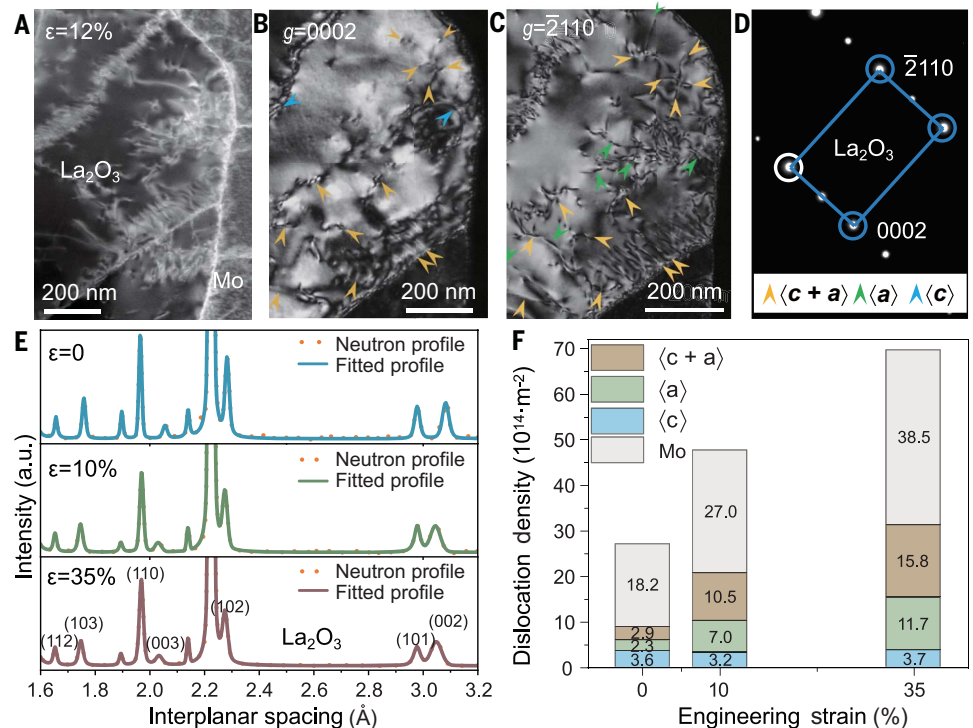 A
ε=12%
La₂O₃
Mo
200 nm
B
g=0002
200 nm
C
g=2̅110
200 nm
D
2̅110
La₂O₃
0002
⟨c + a⟩ ⟨a⟩ ⟨c⟩
E
ε=0
Neutron profile
Fitted profile
ε=10%
Neutron profile
Fitted profile
ε=35%
Neutron profile
Fitted profile
(112)
(103)
(110)
(003)
(102)
La₂O₃
(101)
(002)
Intensity (a.u.)
1.6 1.8 2.0 2.2 2.4 2.6 2.8 3.0 3.2
Interplanar spacing (Å)
F
⟨c + a⟩
⟨a⟩
⟨c⟩
Mo
Dislocation density (10¹⁴·m⁻²)
70
60
50
40
30
20
10
0
18.2
2.9
2.3
3.6
27.0
10.5
7.0
3.2
38.5
15.8
11.7
3.7
0 10 35
Engineering strain (%)